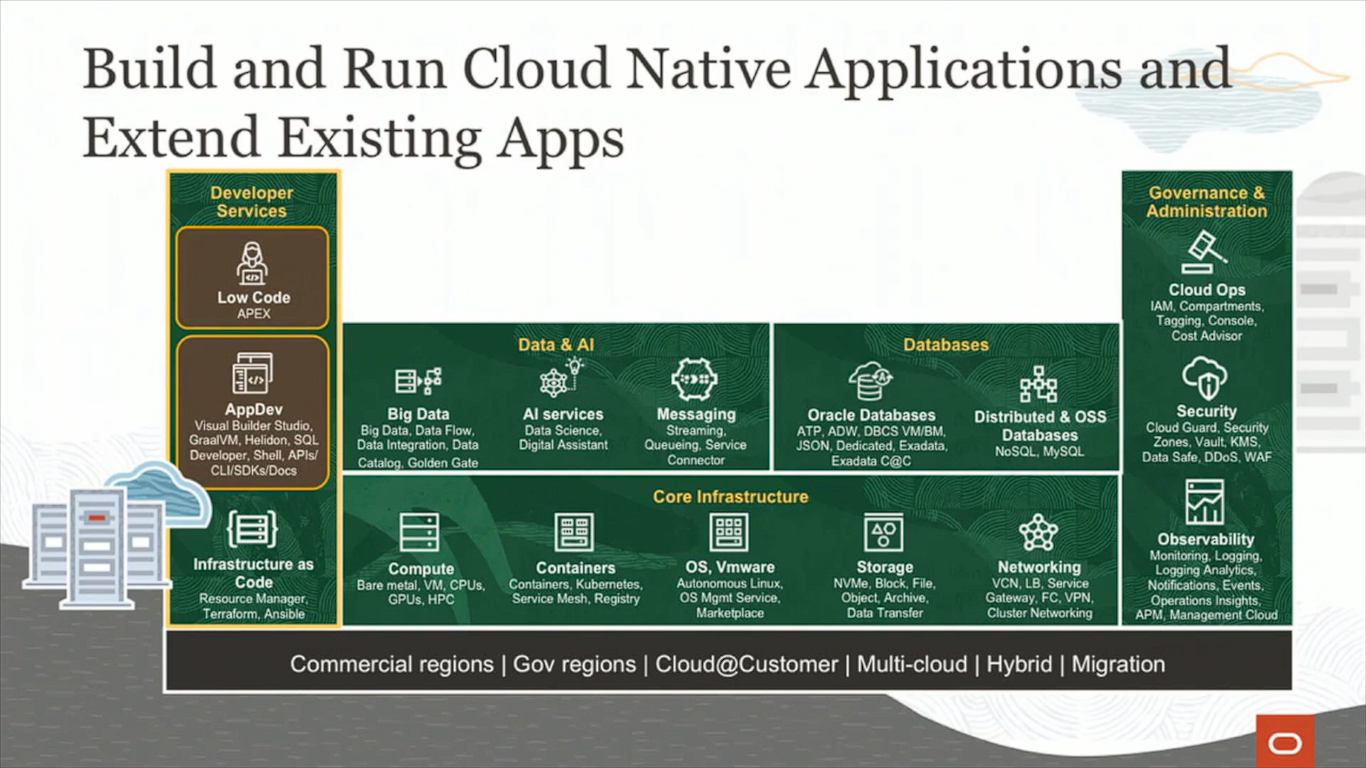 Build and Run Cloud Native Applications and
Extend Existing Apps
Developer
Services
Low Code
APEX
AppDev
Visual Builder Studio,
GraalVM, Helidon, SQL
Developer, Shell, APIs/
CLI/SDKs/Docs
Infrastructure as
Code
Resource Manager,
Terraform, Ansible
Data & AI
Big Data
Big Data, Data Flow,
Data Integration, Data
Catalog, Golden Gate
AI services
Data Science,
Digital Assistant
Messaging
Streaming,
Queueing, Service
Connector
Databases
Oracle Databases
ATP, ADW, DBCS VM/BM,
JSON, Dedicated, Exadata,
Exadata C@C
Distributed & OSS
Databases
NoSQL, MySQL
Core Infrastructure
Compute
Bare metal, VM, CPUs,
GPUs, HPC
Containers
Containers, Kubernetes,
Service Mesh, Registry
OS, Vmware
Autonomous Linux,
OS Mgmt Service,
Marketplace
Storage
NVMe, Block, File,
Object, Archive,
Data Transfer
Networking
VCN, LB, Service
Gateway, FC, VPN,
Cluster Networking
Governance &
Administration
Cloud Ops
IAM, Compartments,
Tagging, Console,
Cost Advisor
Security
Cloud Guard, Security
Zones, Vault, KMS,
Data Safe, DDoS, WAF
Observability
Monitoring, Logging,
Logging Analytics,
Notifications, Events,
Operations Insights,
APM, Management Cloud
Commercial regions | Gov regions | Cloud@Customer | Multi-cloud | Hybrid | Migration